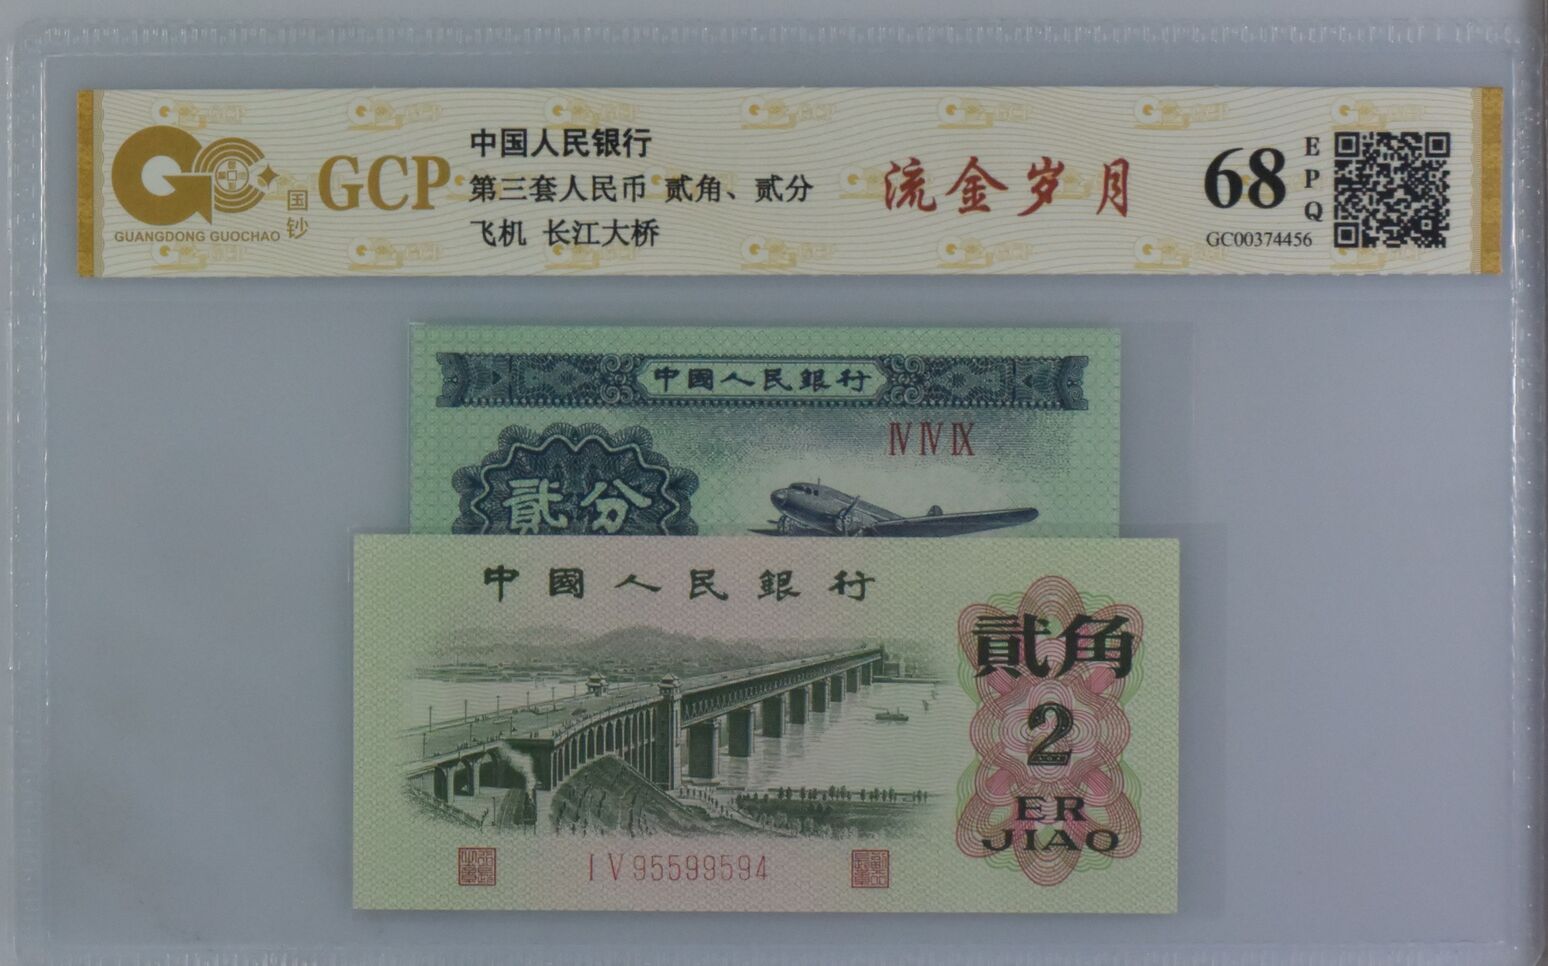 国钞
GUANGDONG GUOCHAO
GCP
中国人民银行
第三套人民币 贰角、贰分
飞机 长江大桥
流金岁月
68
EPQ
GC00374456
中國人民銀行
ⅣⅣⅨ
貳分
中國人民銀行
貳角
2
ER
JIAO
ⅠⅤ95599594